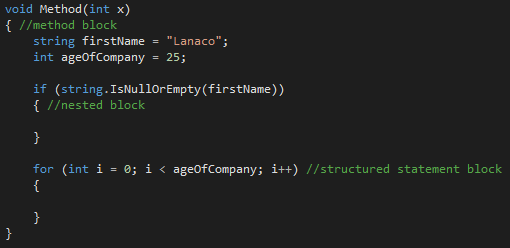 void Method(int x)
{ //method block
string firstName = "Lanaco";
int ageOfCompany = 25;
if (string.IsNullOrEmpty(firstName))
{ //nested block
}
for (int i = 0; i < ageOfCompany; i++) //structured statement block
{
}
}